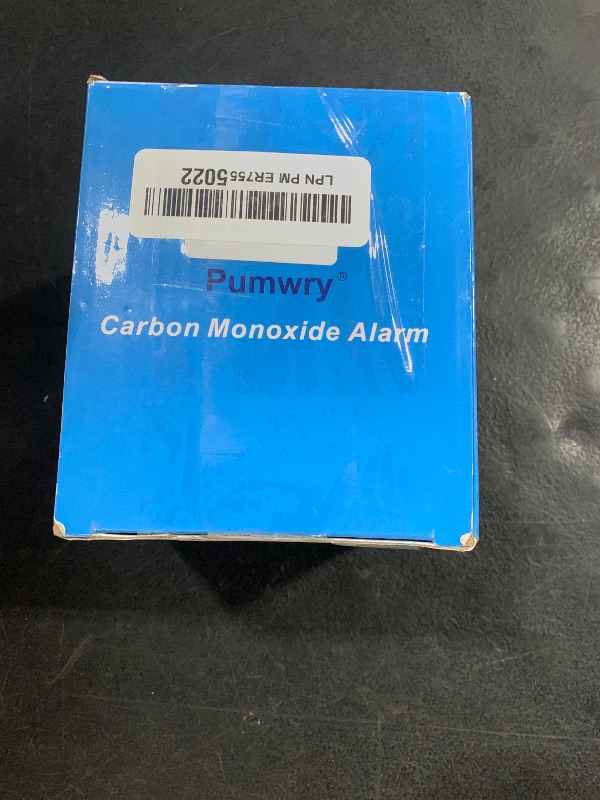 LPN PM ER7555022
Pumwry®
Carbon Monoxide Alarm